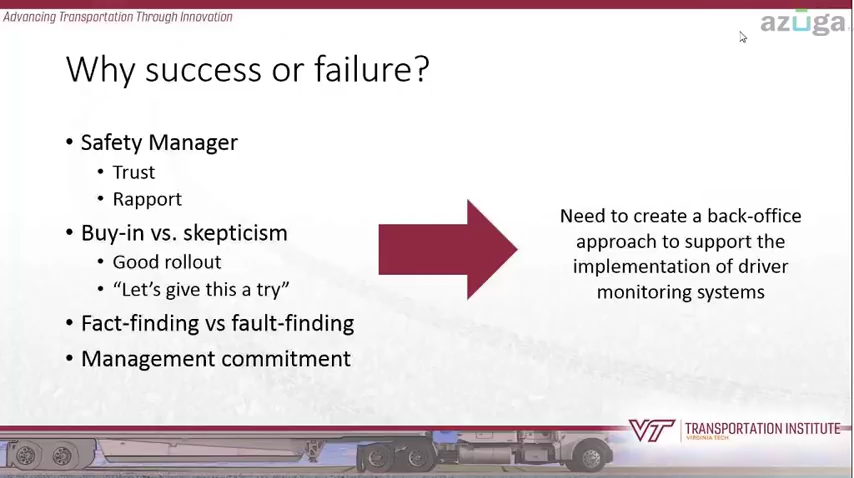 Advancing Transportation Through Innovation
azuga
Why success or failure?
• Safety Manager
• Trust
• Rapport
• Buy-in vs. skepticism
• Good rollout
• “Let’s give this a try”
• Fact-finding vs fault-finding
• Management commitment
Need to create a back-office
approach to support the
implementation of driver
monitoring systems
VT TRANSPORTATION INSTITUTE
VIRGINIA TECH